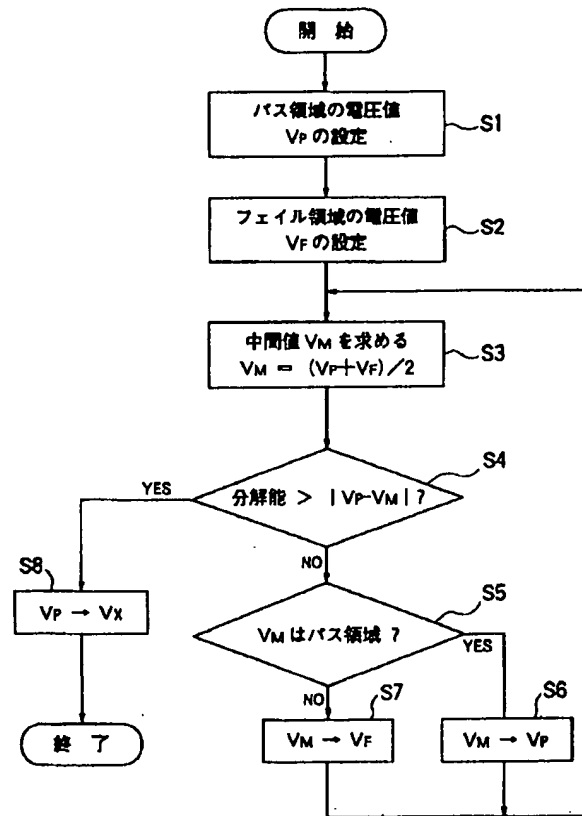 開 始
パス領域の電圧値
VP の設定
S1
フェイル領域の電圧値
VF の設定
S2
中間値 VM を求める
VM = (VP+VF)/2
S3
分解能 > |VP-VM| ?
S4
YES
NO
S8
VP → VX
終 了
VM はパス領域 ?
S5
YES
NO
S7
VM → VF
S6
VM → VP